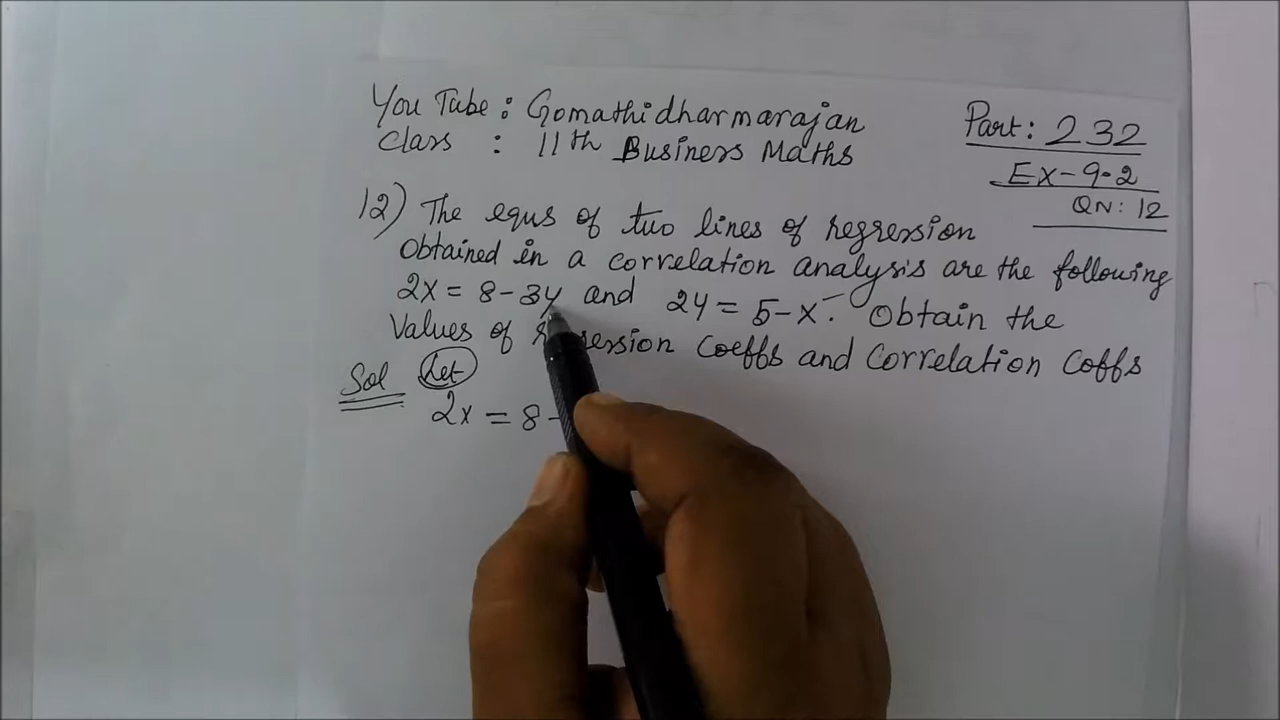 You Tube : Gomathidharmarajan
Class : 11th Business Maths
Part: 232
Ex-9.2
QN: 12
12) The equs of two lines of regression
Obtained in a correlation analysis are the following
2x = 8 - 3y and 2y = 5 - x. Obtain the
Values of regression Coeffs and Correlation Coffs
Sol Let
2x = 8 -